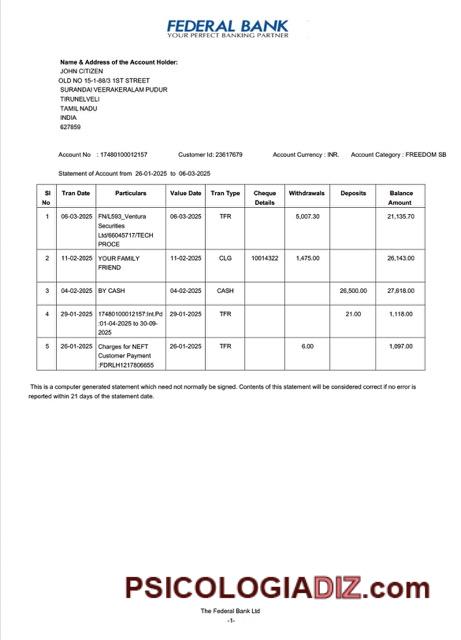 FEDERAL BANK
YOUR PERFECT BANKING PARTNER
Name & Address of the Account Holder:
JOHN CITIZEN
OLD NO 15-1-88/3 1ST STREET
SURANDAI VEERAKERALAM PUDUR
TIRUNELVELI
TAMIL NADU
INDIA
627859
Account No : 17480100012157 Customer Id: 23617679 Account Currency : INR. Account Category : FREEDOM SB
Statement of Account from 26-01-2025 to 06-03-2025
Sl No Tran Date Particulars Value Date Tran Type Cheque Details Withdrawals Deposits Balance Amount
1 06-03-2025 FN/L593_Ventura 06-03-2025 TFR 5,007.30 21,135.70
Securities
Ltd/66045717/TECH
PROCE
2 11-02-2025 YOUR FAMILY 11-02-2025 CLG 10014322 1,475.00 26,143.00
FRIEND
3 04-02-2025 BY CASH 04-02-2025 CASH 26,500.00 27,618.00
4 29-01-2025 17480100012157:Int.Pd 29-01-2025 TFR 21.00 1,118.00
:01-04-2025 to 30-09-
2025
5 26-01-2025 Charges for NEFT 26-01-2025 TFR 6.00 1,097.00
Customer Payment
:FDRLH1217806655
This is a computer generated statement which need not normally be signed. Contents of this statement will be considered correct if no error is
reported within 21 days of the statement date.
PSICOLOGIADIZ.com
The Federal Bank Ltd
-1-